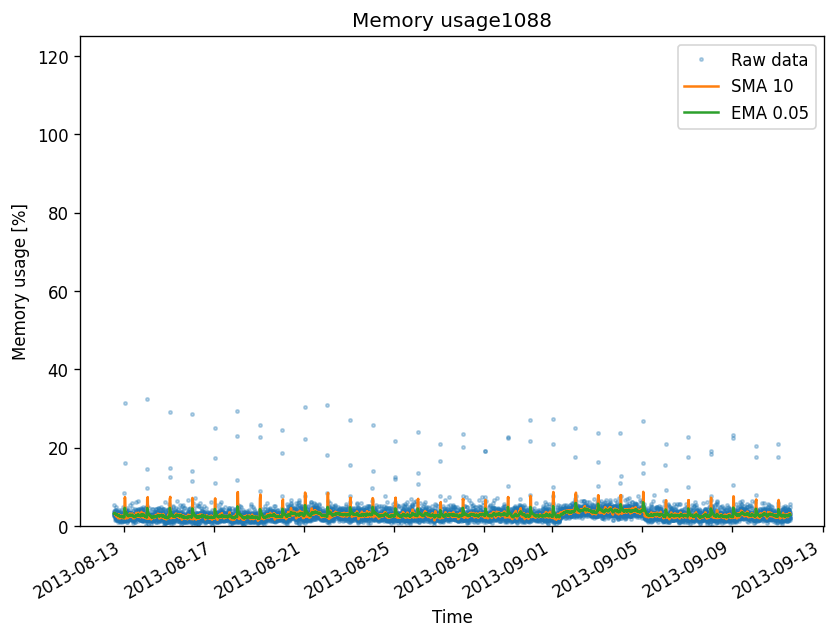 Memory usage1088
Raw data
SMA 10
EMA 0.05
120
100
80
60
40
20
0
Memory usage [%]
2013-08-13
2013-08-17
2013-08-21
2013-08-25
2013-08-29
2013-09-01
2013-09-05
2013-09-09
2013-09-13
Time